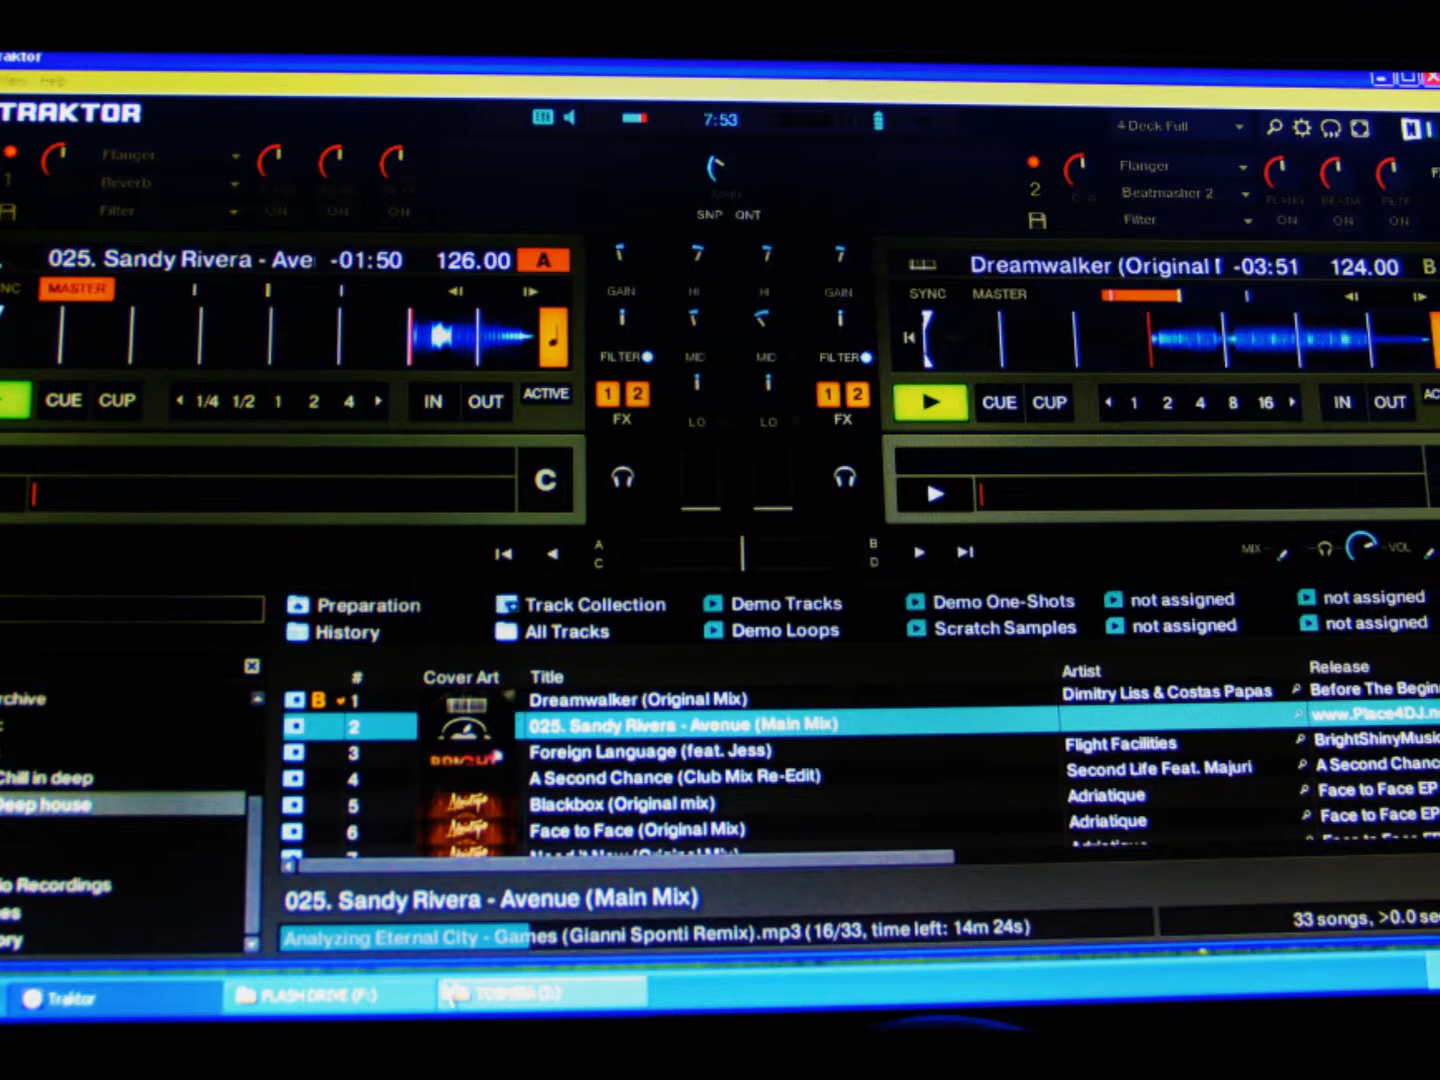 raktor
View Help
TRAKTOR
7:53
4 Deck Full
1
Flanger
Reverb
Filter
ON ON ON
2
Flanger
Beatmasher 2
Filter
ON ON ON
SNP QNT
025. Sandy Rivera - Ave -01:50 126.00 A
MASTER
GAIN HI HI GAIN
FILTER MID MID FILTER
1 2
FX
LO LO
1 2
FX
Dreamwalker (Original -03:51 124.00 B
SYNC MASTER
CUE CUP 1/4 1/2 1 2 4 IN OUT ACTIVE
CUE CUP 1 2 4 8 16 IN OUT
C
A
C
B
D
MIX VOL
Preparation Track Collection Demo Tracks Demo One-Shots not assigned not assigned
History All Tracks Demo Loops Scratch Samples not assigned not assigned
# Cover Art Title Artist Release
B 1 Dreamwalker (Original Mix) Dimitry Liss & Costas Papas Before The Begin
2 025. Sandy Rivera - Avenue (Main Mix) www.Place4DJ.n
3 Foreign Language (feat. Jess) Flight Facilities BrightShinyMusic
4 A Second Chance (Club Mix Re-Edit) Second Life Feat. Majuri A Second Chanc
5 Blackbox (Original mix) Adriatique Face to Face EP
6 Face to Face (Original Mix) Adriatique Face to Face EP
rchive
Chill in deep
Deep house
io Recordings
es
ory
025. Sandy Rivera - Avenue (Main Mix)
Analyzing Eternal City - Games (Gianni Sponti Remix).mp3 (16/33, time left: 14m 24s)
33 songs, >0.0 se
Traktor FLASH DRIVE (F:) TOSHIBA (I:)